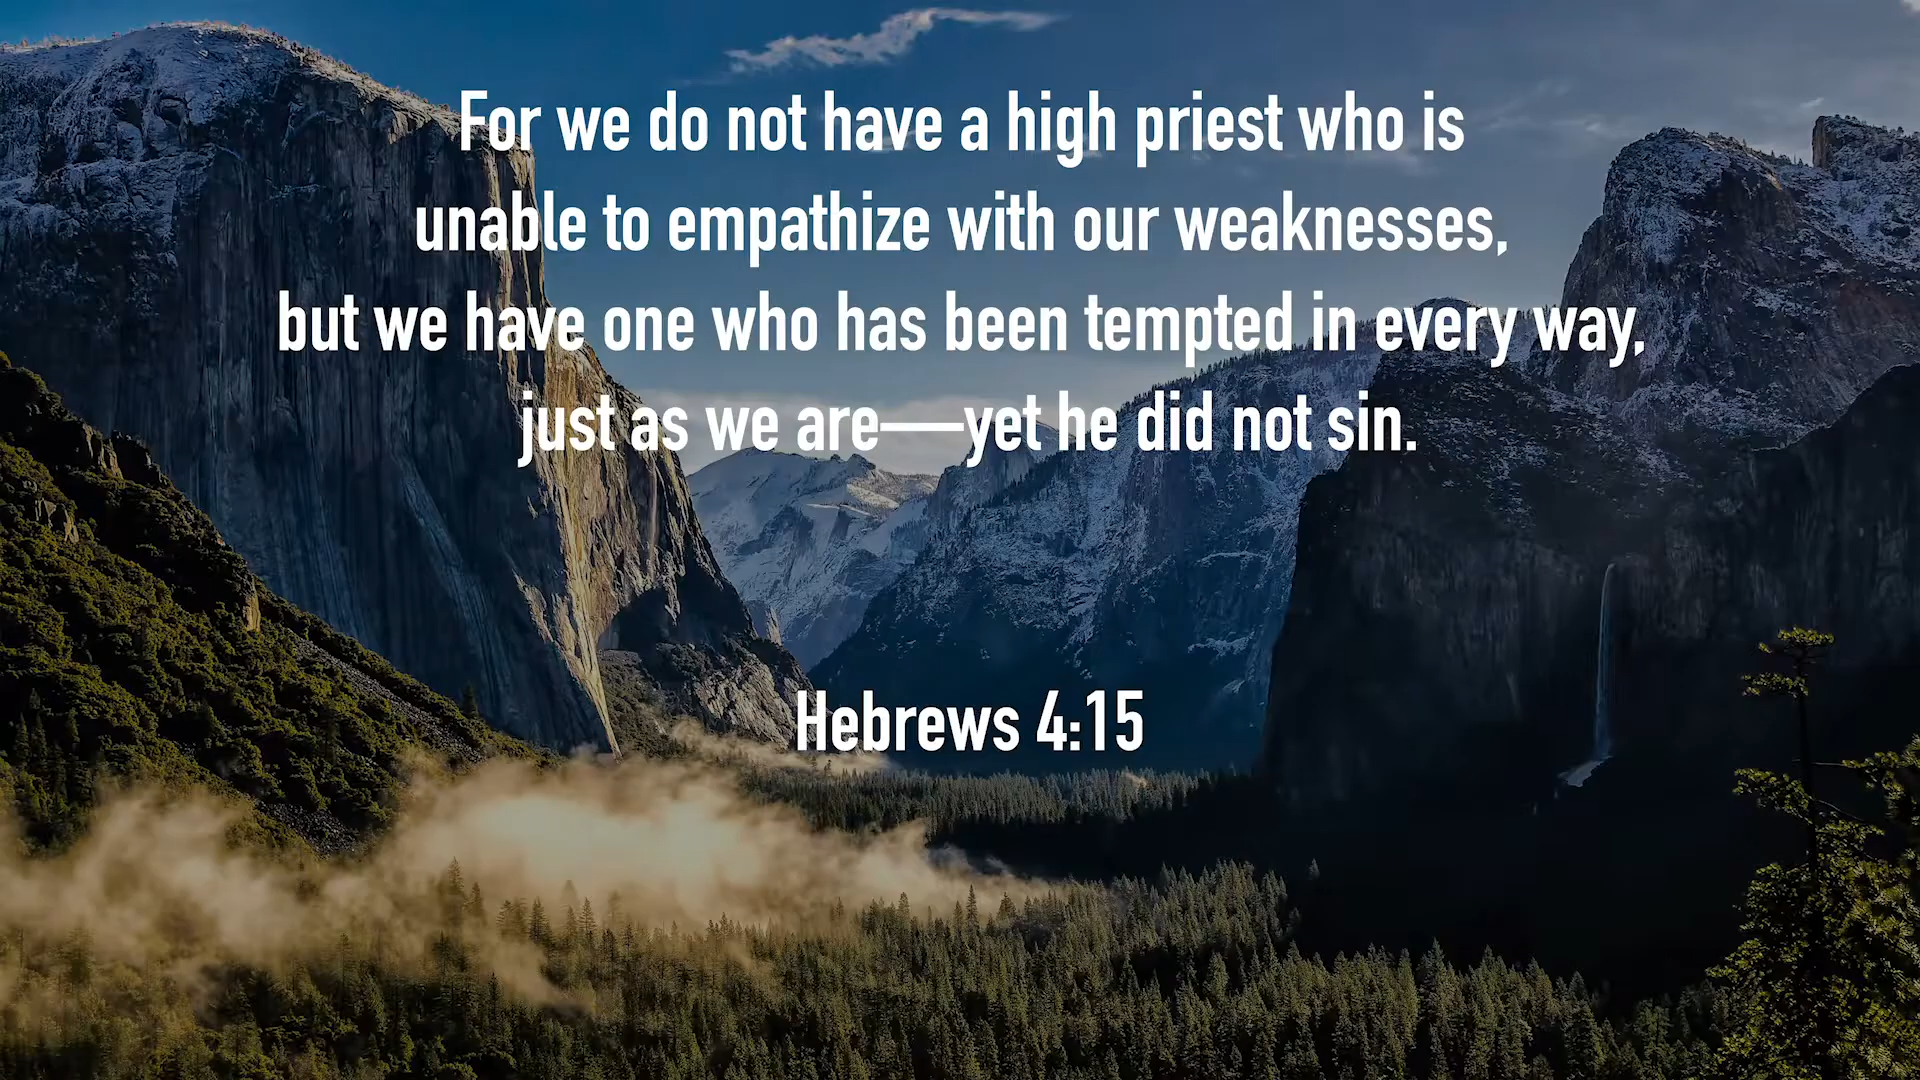 For we do not have a high priest who is
unable to empathize with our weaknesses,
but we have one who has been tempted in every way,
just as we are—yet he did not sin.
Hebrews 4:15